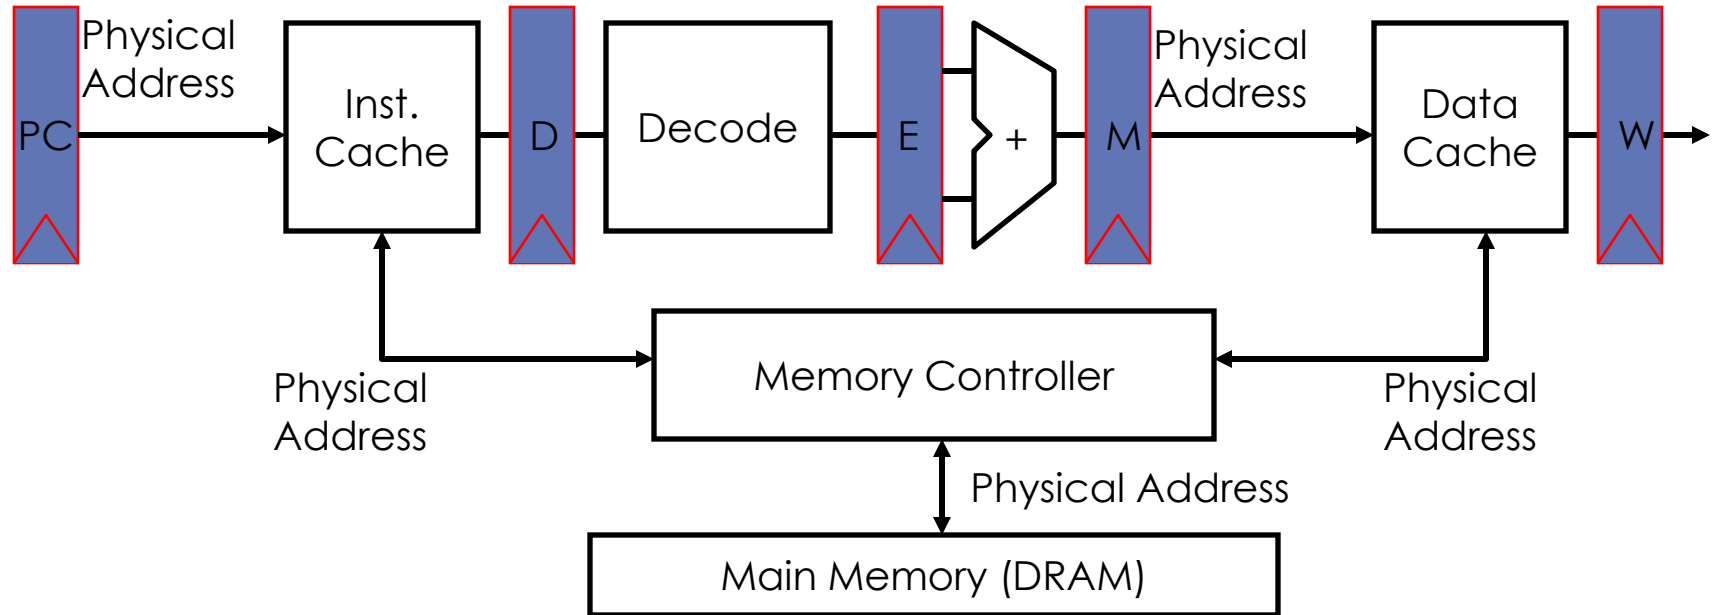 Physical
Address
PC
Inst.
Cache
D
Decode
E
+
M
Physical
Address
Data
Cache
W
Physical
Address
Memory Controller
Physical
Address
Physical Address
Main Memory (DRAM)